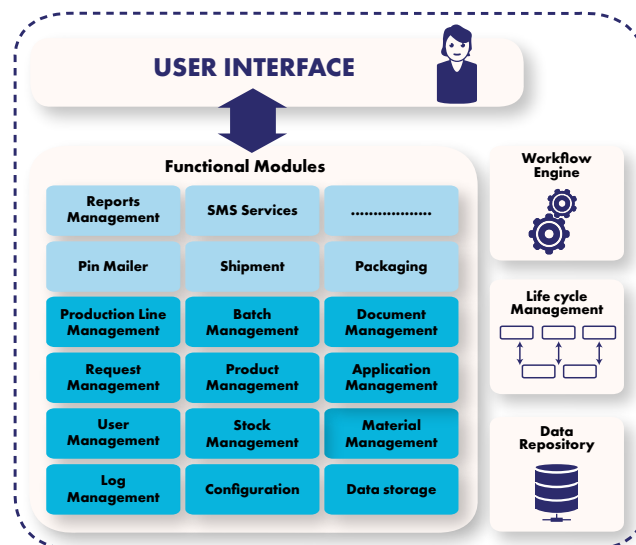 USER INTERFACE
Functional Modules
Reports
Management
SMS Services
..................
Pin Mailer
Shipment
Packaging
Production Line
Management
Batch
Management
Document
Management
Request
Management
Product
Management
Application
Management
User
Management
Stock
Management
Material
Management
Log
Management
Configuration
Data storage
Workflow
Engine
Life cycle
Management
Data
Repository